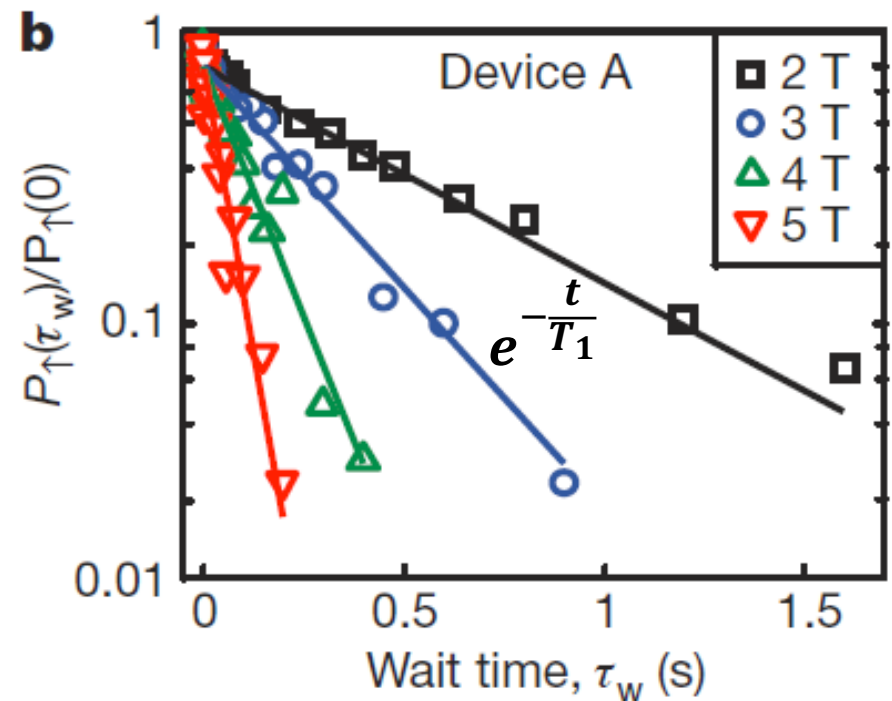 b
Device A
2 T
3 T
4 T
5 T
P↑(τw)/P↑(0)
1
0.1
0.01
e^-t/T1
0
0.5
1
1.5
Wait time, τw (s)